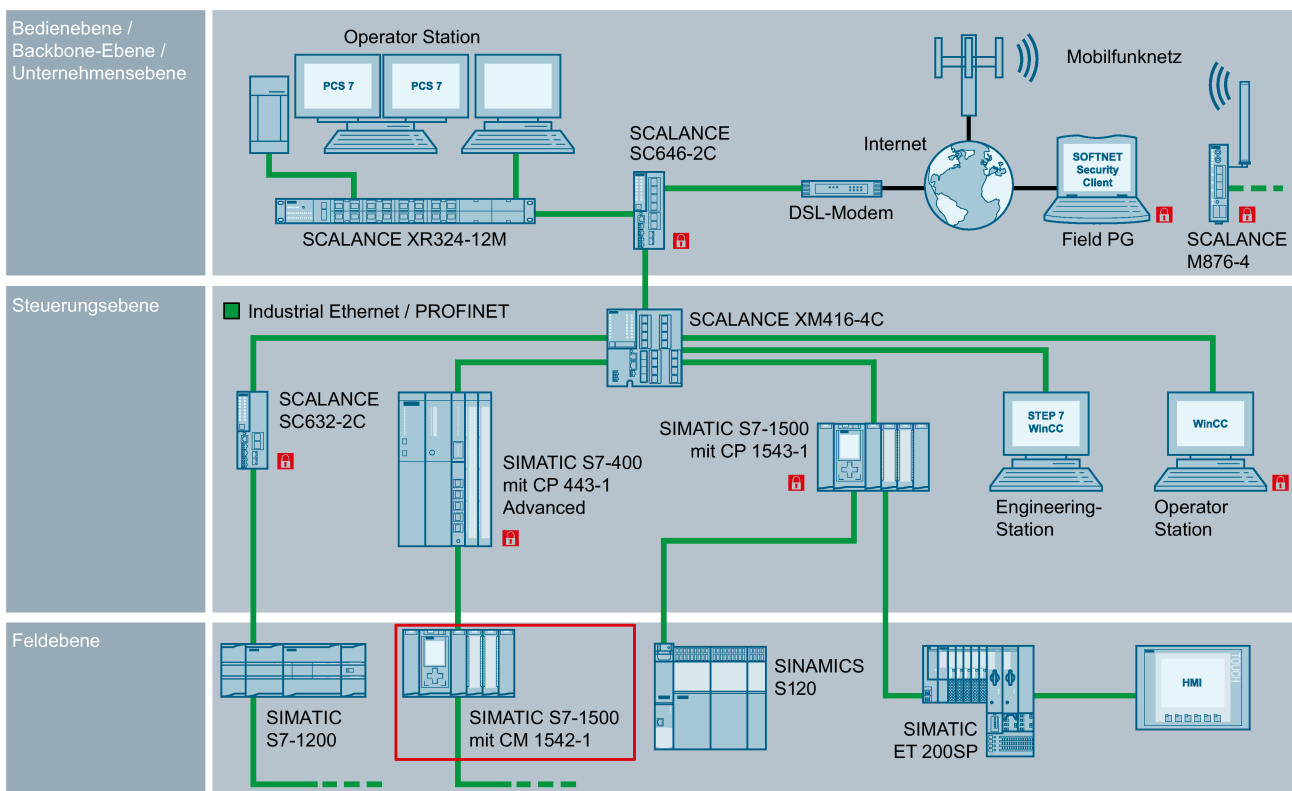 Bedienebene /
Backbone-Ebene /
Unternehmensebene
Operator Station
PCS 7
PCS 7
SCALANCE XR324-12M
SCALANCE
SC646-2C
DSL-Modem
Internet
Mobilfunknetz
SOFTNET
Security
Client
Field PG
SCALANCE
M876-4
Steuerungsebene
Industrial Ethernet / PROFINET
SCALANCE XM416-4C
SCALANCE
SC632-2C
SIMATIC S7-400
mit CP 443-1
Advanced
SIMATIC S7-1500
mit CP 1543-1
STEP 7
WinCC
Engineering-
Station
WinCC
Operator
Station
Feldebene
SIMATIC
S7-1200
SIMATIC S7-1500
mit CM 1542-1
SINAMICS
S120
SIMATIC
ET 200SP
HMI
TOUCH